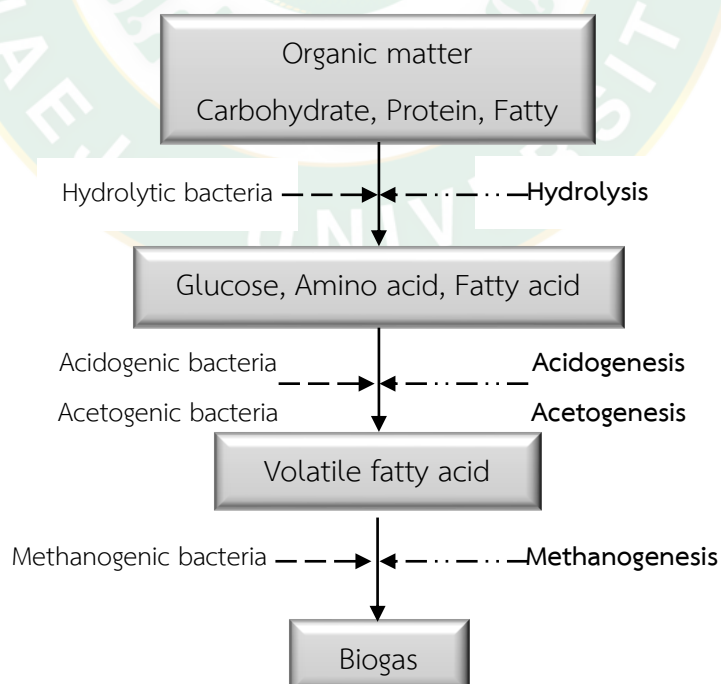 Organic matter
Carbohydrate, Protein, Fatty
Hydrolytic bacteria
Hydrolysis
Glucose, Amino acid, Fatty acid
Acidogenic bacteria
Acidogenesis
Acetogenic bacteria
Acetogenesis
Volatile fatty acid
Methanogenic bacteria
Methanogenesis
Biogas